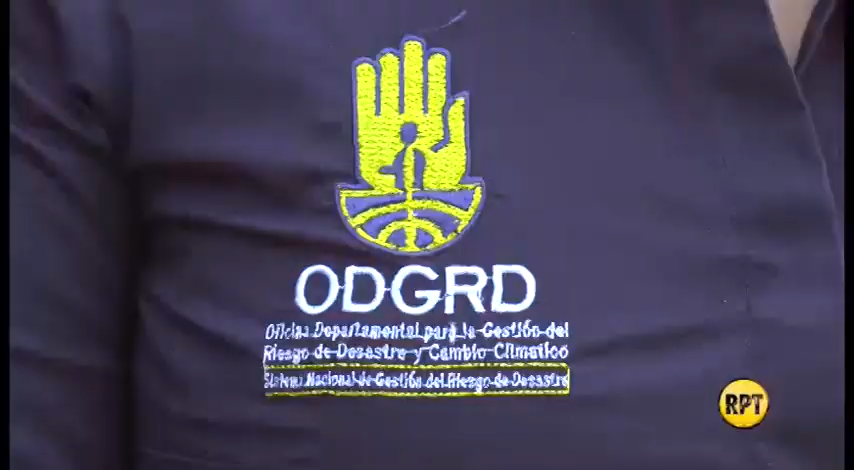 ODGRD
Oficina Departamental para la Gestión del
Riesgo de Desastre y Cambio Climatico
Sistema Nacional de Gestión del Riesgo de Desastre
RPT